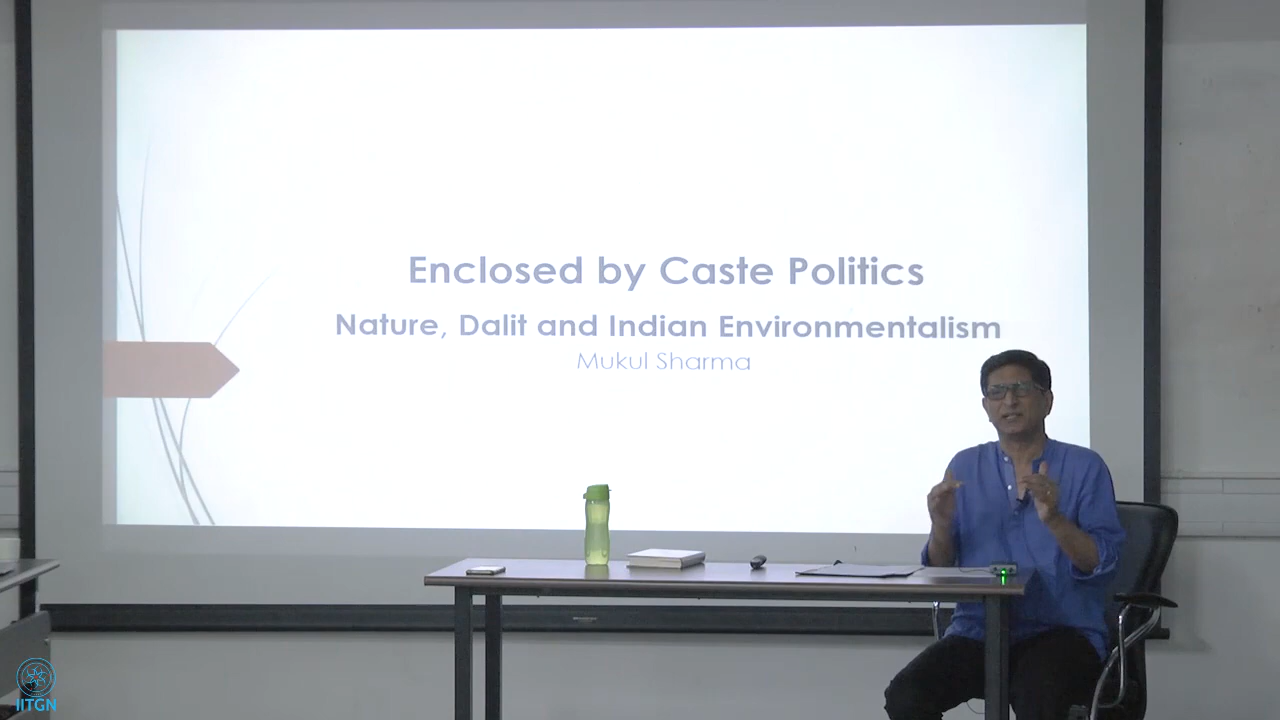 Enclosed by Caste Politics
Nature, Dalit and Indian Environmentalism
Mukul Sharma
IITGN